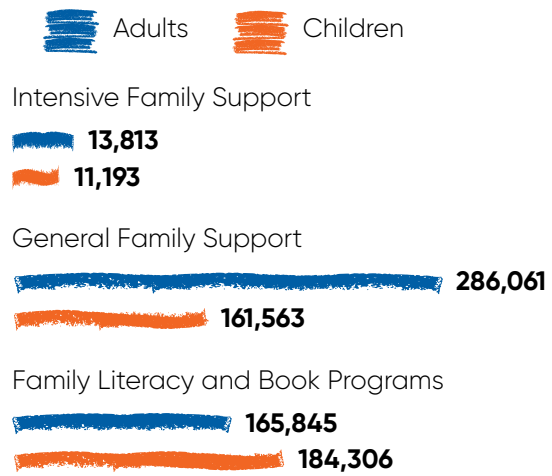 Adults Children
Intensive Family Support
13,813
11,193
General Family Support
286,061
161,563
Family Literacy and Book Programs
165,845
184,306